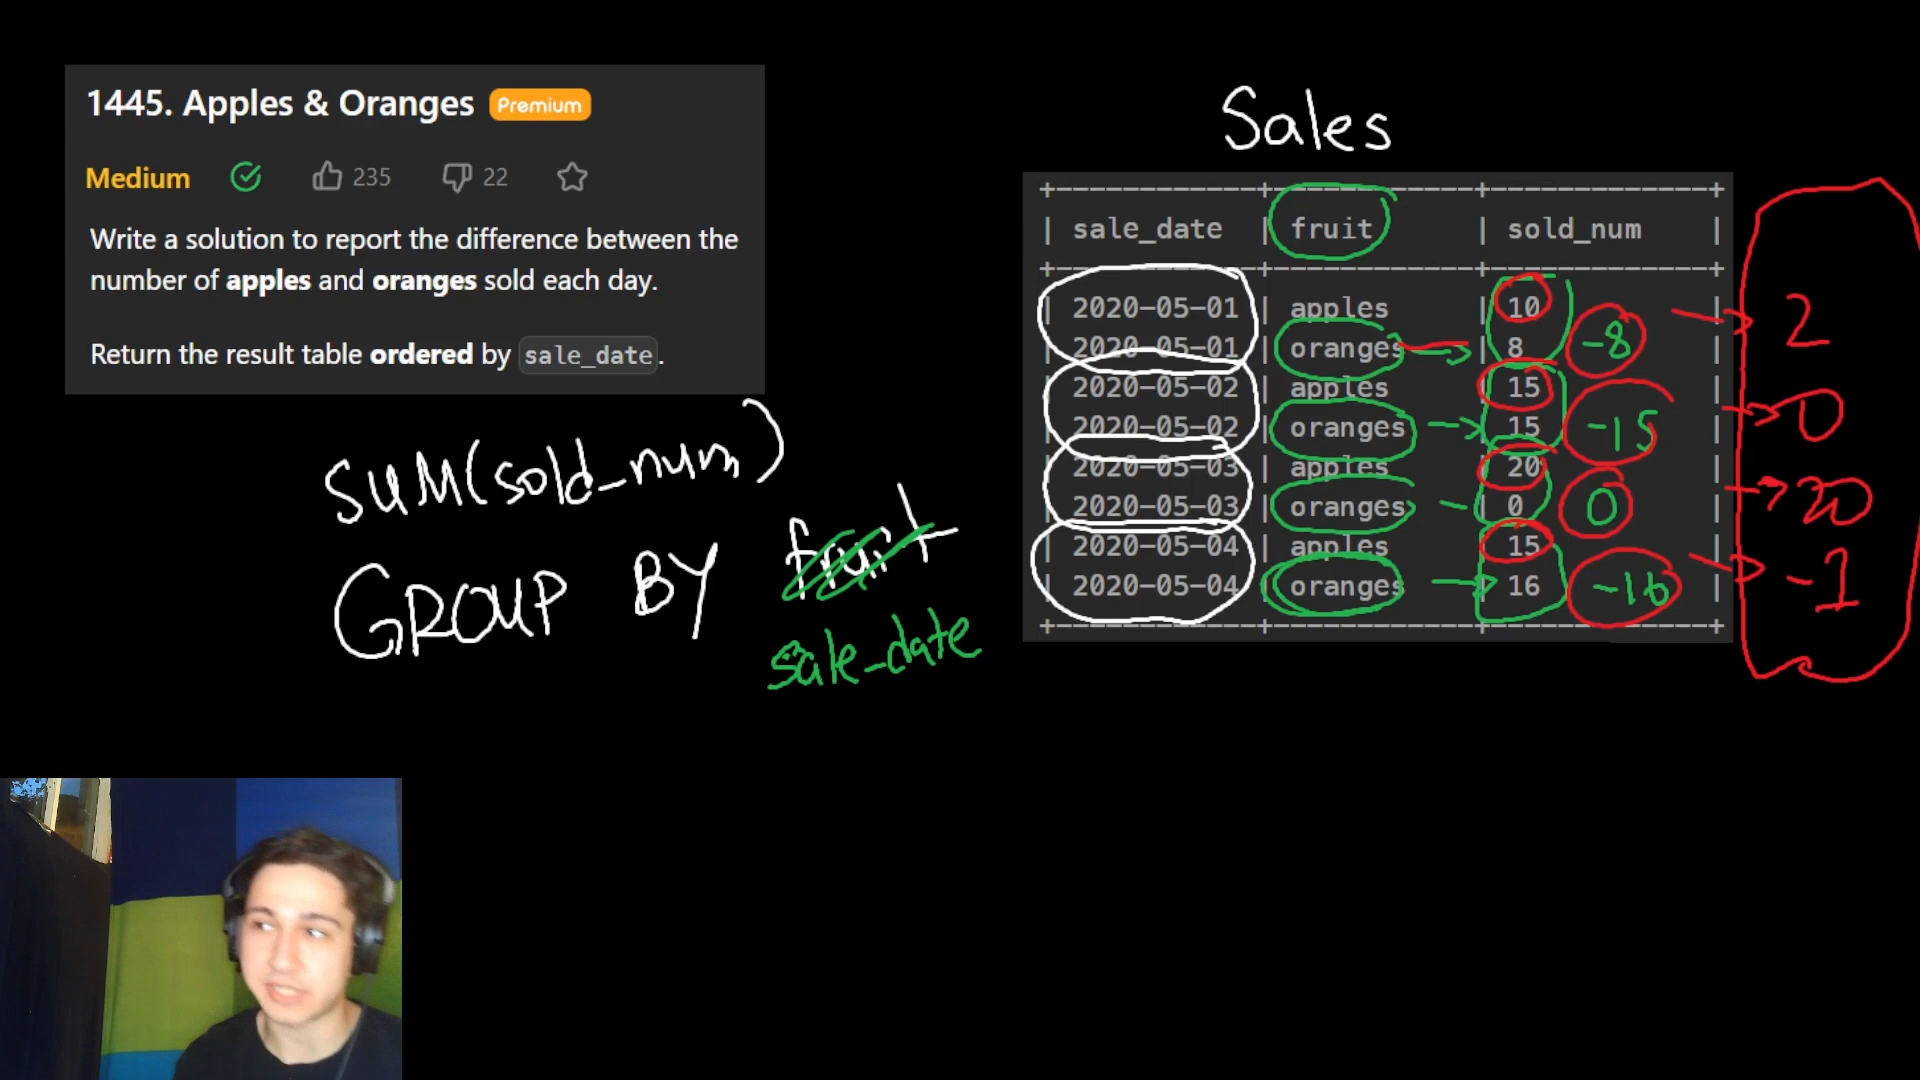 1445. Apples & Oranges Premium
Medium 235 22
Write a solution to report the difference between the
number of apples and oranges sold each day.
Return the result table ordered by sale_date.
SUM(sold_num)
GROUP BY fruit
sale_date
Sales
+--------------+--------------+--------------+
| sale_date | fruit | sold_num |
+--------------+--------------+--------------+
| 2020-05-01 | apples | 10 | 2
| 2020-05-01 | oranges | 8 -8 |
| 2020-05-02 | apples | 15 |
| 2020-05-02 | oranges | 15 -15 | 0
| 2020-05-03 | apples | 20 |
| 2020-05-03 | oranges | 0 0 | 20
| 2020-05-04 | apples | 15 |
| 2020-05-04 | oranges | 16 -16 | -1
+--------------+--------------+--------------+